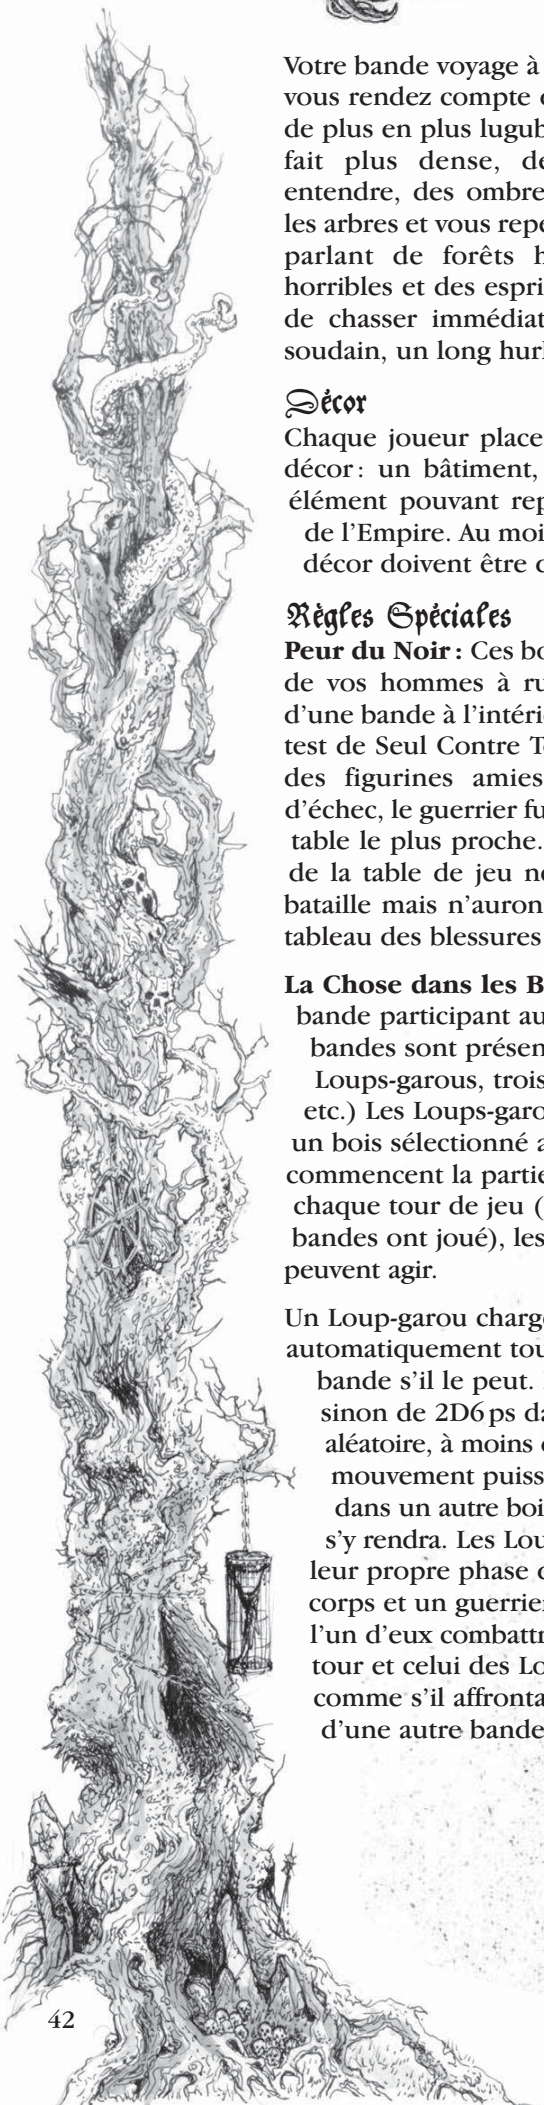 Votre bande voyage à
vous rendez compte
de plus en plus lugub
fait plus dense, de
entendre, des ombre
les arbres et vous repe
parlant de forêts h
horribles et des espri
de chasser immédiat
soudain, un long hurl
Décor
Chaque joueur place
décor : un bâtiment,
élément pouvant rep
de l'Empire. Au moi
décor doivent être d
Règles Spéciales
Peur du Noir : Ces bo
de vos hommes à ru
d'une bande à l'intéri
test de Seul Contre T
des figurines amies
d'échec, le guerrier fu
table le plus proche.
de la table de jeu ne
bataille mais n'auron
tableau des blessures
La Chose dans les B
bande participant au
bandes sont présen
Loups-garous, trois
etc.) Les Loups-garo
un bois sélectionné a
commencent la partie
chaque tour de jeu (
bandes ont joué), les
peuvent agir.
Un Loup-garou charge
automatiquement tou
bande s'il le peut.
sinon de 2D6 ps da
aléatoire, à moins
mouvement puiss
dans un autre boi
s'y rendra. Les Lou
leur propre phase
corps et un guerrier
l'un d'eux combattr
tour et celui des Lo
comme s'il affronta
d'une autre bande
42